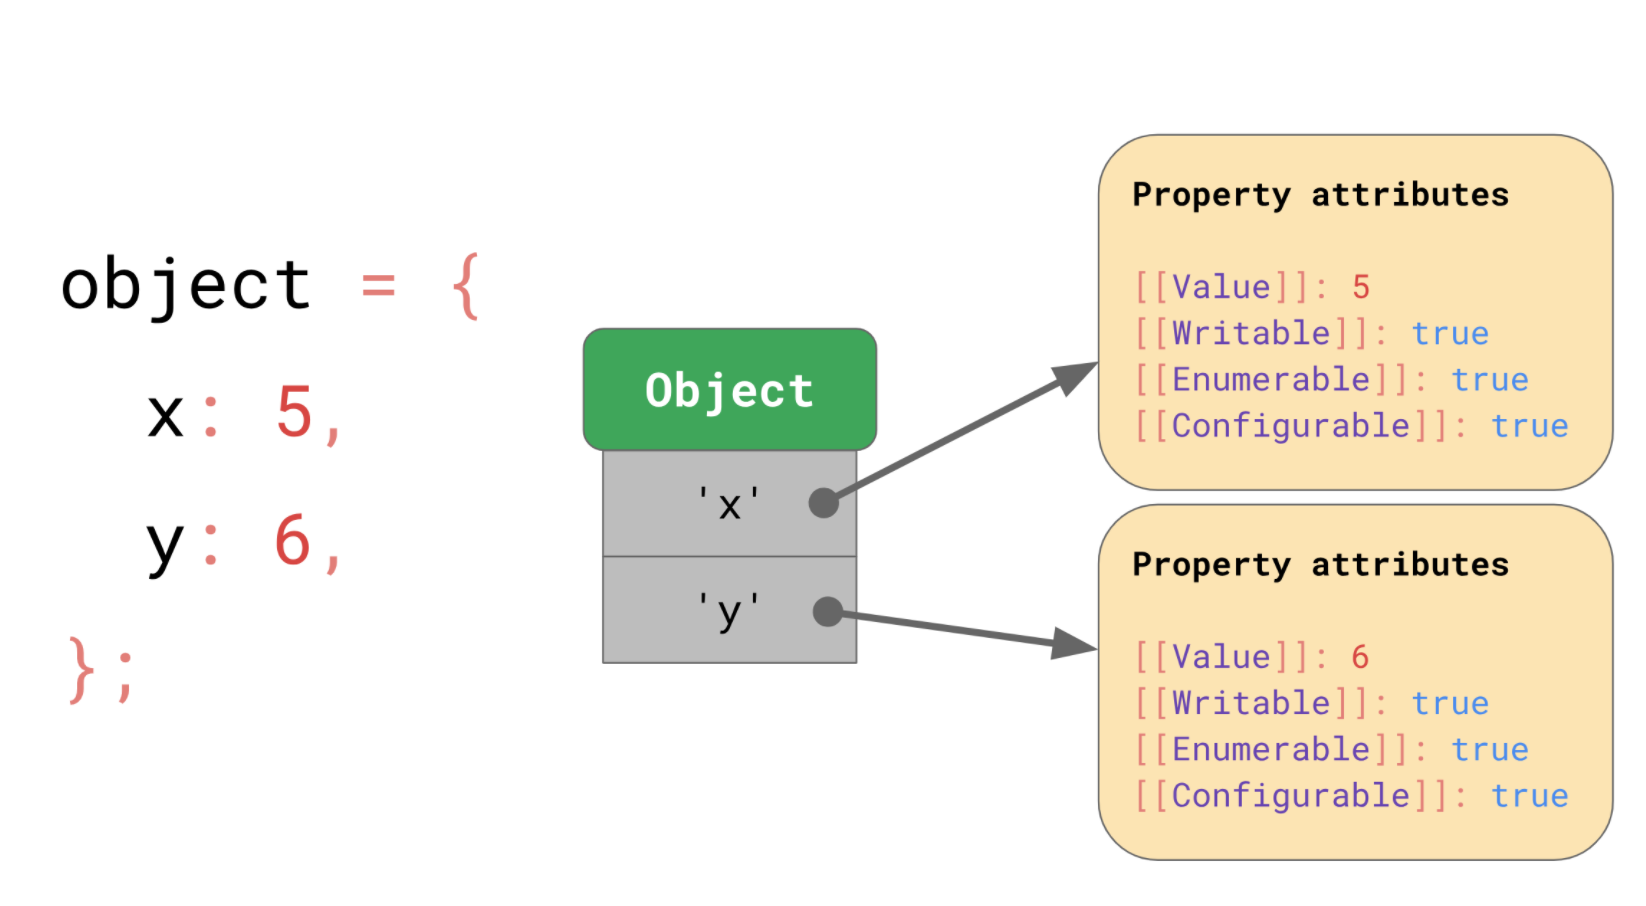 object = {
x: 5,
y: 6,
};
Object
'x'
'y'
Property attributes
[[Value]]: 5
[[Writable]]: true
[[Enumerable]]: true
[[Configurable]]: true
Property attributes
[[Value]]: 6
[[Writable]]: true
[[Enumerable]]: true
[[Configurable]]: true